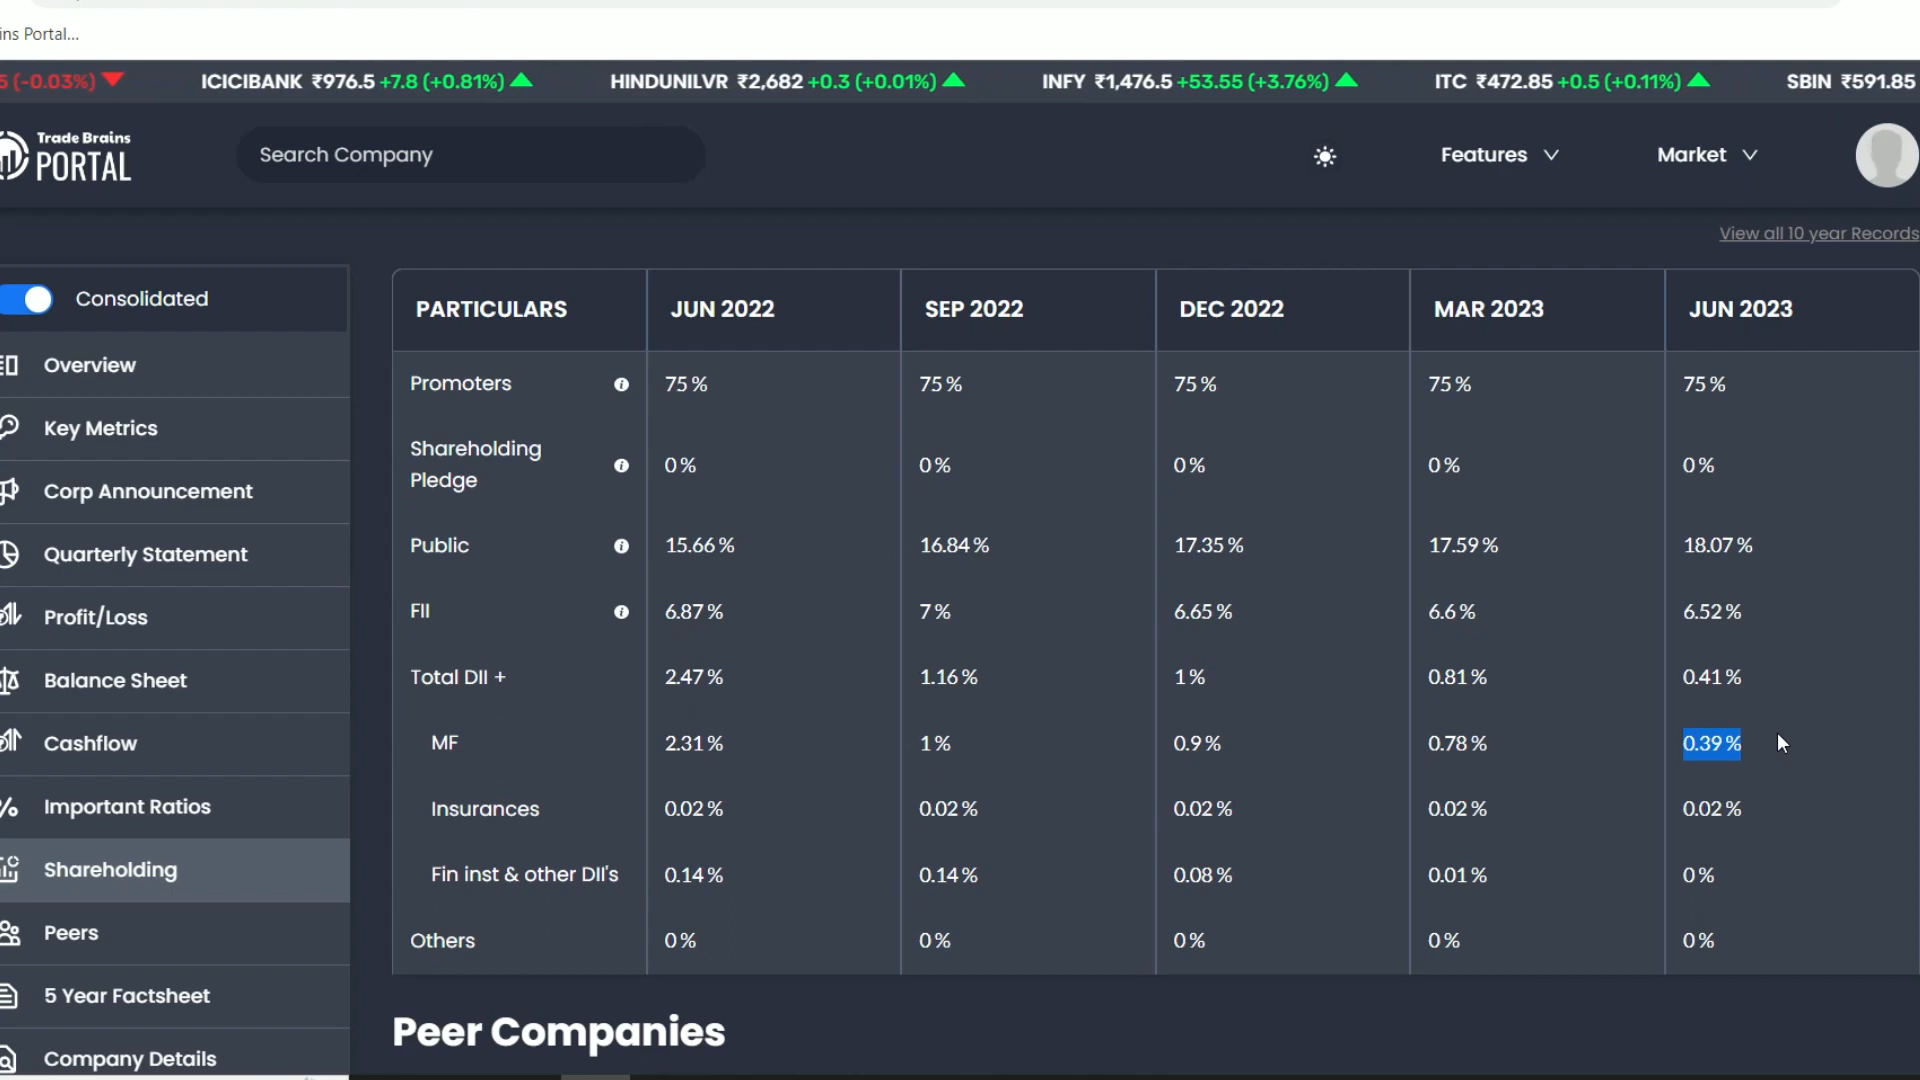 ins Portal...
5 (-0.03%) ICICIBANK ₹976.5 +7.8 (+0.81%) HINDUNILVR ₹2,682 +0.3 (+0.01%) INFY ₹1,476.5 +53.55 (+3.76%) ITC ₹472.85 +0.5 (+0.11%) SBIN ₹591.85
Trade Brains
PORTAL
Search Company
Features
Market
View all 10 year Records
Consolidated
Overview
Key Metrics
Corp Announcement
Quarterly Statement
Profit/Loss
Balance Sheet
Cashflow
Important Ratios
Shareholding
Peers
5 Year Factsheet
Company Details
PARTICULARS JUN 2022 SEP 2022 DEC 2022 MAR 2023 JUN 2023
Promoters 75 % 75 % 75 % 75 % 75 %
Shareholding
Pledge 0 % 0 % 0 % 0 % 0 %
Public 15.66 % 16.84 % 17.35 % 17.59 % 18.07 %
FII 6.87 % 7 % 6.65 % 6.6 % 6.52 %
Total DII + 2.47 % 1.16 % 1 % 0.81 % 0.41 %
MF 2.31 % 1 % 0.9 % 0.78 % 0.39 %
Insurances 0.02 % 0.02 % 0.02 % 0.02 % 0.02 %
Fin inst & other DII's 0.14 % 0.14 % 0.08 % 0.01 % 0 %
Others 0 % 0 % 0 % 0 % 0 %
Peer Companies